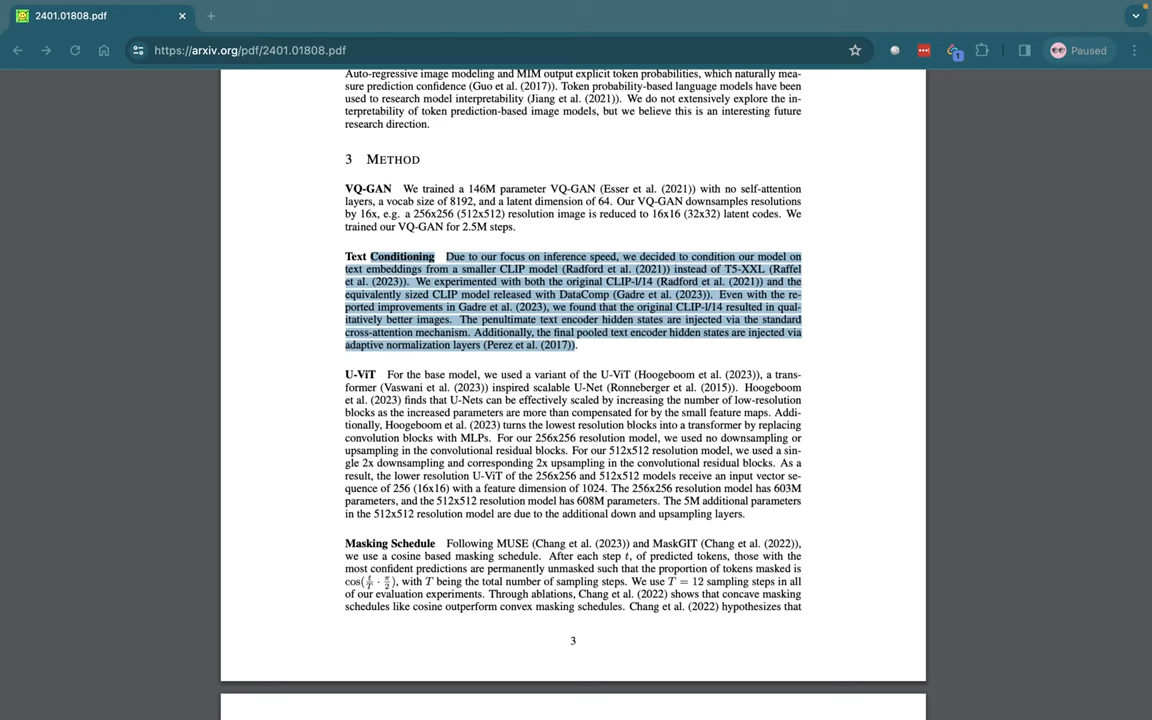 2401.01808.pdf
https://arxiv.org/pdf/2401.01808.pdf
1
Paused
Auto-regressive image modeling and MIM output explicit token probabilities, which naturally mea-
sure prediction confidence (Guo et al. (2017)). Token probability-based language models have been
used to research model interpretability (Jiang et al. (2021)). We do not extensively explore the in-
terpretability of token prediction-based image models, but we believe this is an interesting future
research direction.
3 METHOD
VQ-GAN We trained a 146M parameter VQ-GAN (Esser et al. (2021)) with no self-attention
layers, a vocab size of 8192, and a latent dimension of 64. Our VQ-GAN downsamples resolutions
by 16x, e.g. a 256x256 (512x512) resolution image is reduced to 16x16 (32x32) latent codes. We
trained our VQ-GAN for 2.5M steps.
Text Conditioning Due to our focus on inference speed, we decided to condition our model on
text embeddings from a smaller CLIP model (Radford et al. (2021)) instead of T5-XXL (Raffel
et al. (2023)). We experimented with both the original CLIP-l/14 (Radford et al. (2021)) and the
equivalently sized CLIP model released with DataComp (Gadre et al. (2023)). Even with the re-
ported improvements in Gadre et al. (2023), we found that the original CLIP-l/14 resulted in qual-
itatively better images. The penultimate text encoder hidden states are injected via the standard
cross-attention mechanism. Additionally, the final pooled text encoder hidden states are injected via
adaptive normalization layers (Perez et al. (2017)).
U-ViT For the base model, we used a variant of the U-ViT (Hoogeboom et al. (2023)), a trans-
former (Vaswani et al. (2023)) inspired scalable U-Net (Ronneberger et al. (2015)). Hoogeboom
et al. (2023) finds that U-Nets can be effectively scaled by increasing the number of low-resolution
blocks as the increased parameters are more than compensated for by the small feature maps. Addi-
tionally, Hoogeboom et al. (2023) turns the lowest resolution blocks into a transformer by replacing
convolution blocks with MLPs. For our 256x256 resolution model, we used no downsampling or
upsampling in the convolutional residual blocks. For our 512x512 resolution model, we used a sin-
gle 2x downsampling and corresponding 2x upsampling in the convolutional residual blocks. As a
result, the lower resolution U-ViT of the 256x256 and 512x512 models receive an input vector se-
quence of 256 (16x16) with a feature dimension of 1024. The 256x256 resolution model has 603M
parameters, and the 512x512 resolution model has 608M parameters. The 5M additional parameters
in the 512x512 resolution model are due to the additional down and upsampling layers.
Masking Schedule Following MUSE (Chang et al. (2023)) and MaskGIT (Chang et al. (2022)),
we use a cosine based masking schedule. After each step t, of predicted tokens, those with the
most confident predictions are permanently unmasked such that the proportion of tokens masked is
cos(t/T · π/2), with T being the total number of sampling steps. We use T = 12 sampling steps in all
of our evaluation experiments. Through ablations, Chang et al. (2022) shows that concave masking
schedules like cosine outperform convex masking schedules. Chang et al. (2022) hypothesizes that
3